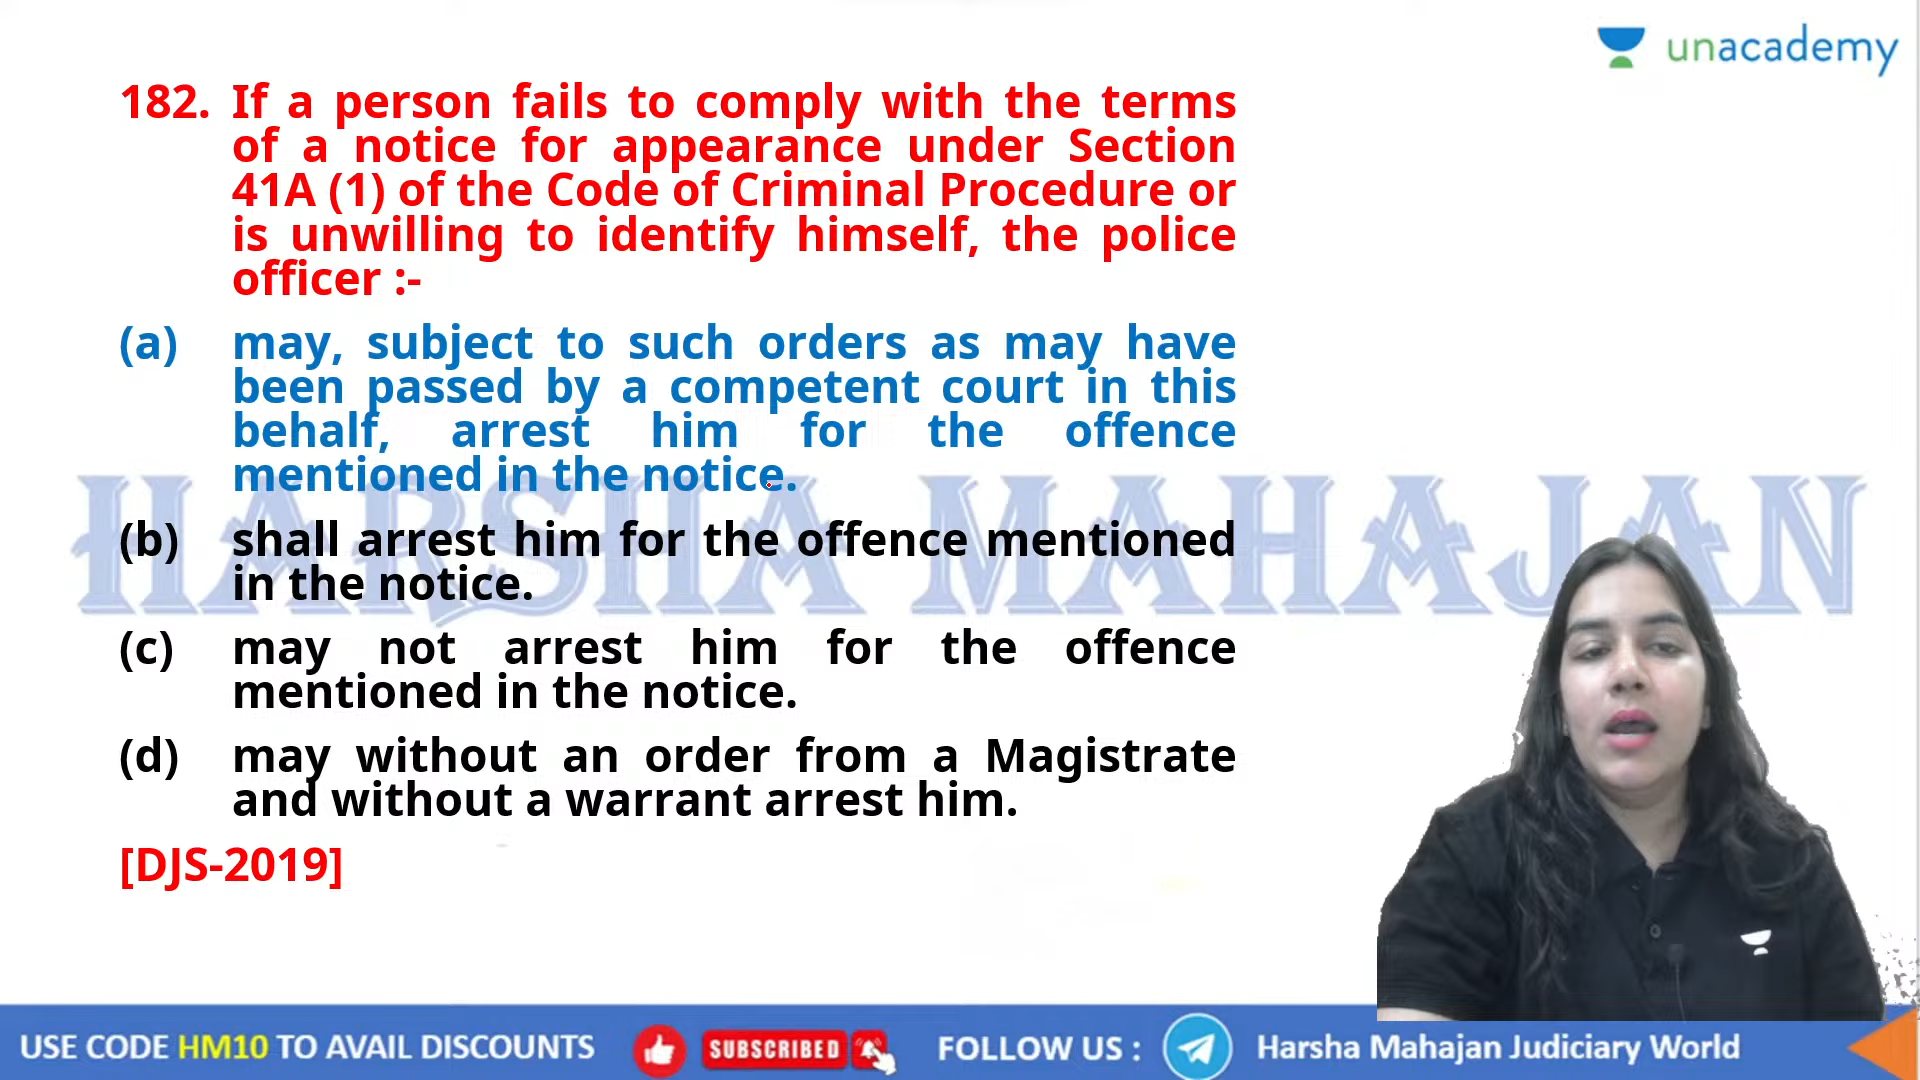 unacademy
182. If a person fails to comply with the terms
of a notice for appearance under Section
41A (1) of the Code of Criminal Procedure or
is unwilling to identify himself, the police
officer :-
(a) may, subject to such orders as may have
been passed by a competent court in this
behalf, arrest him for the offence
mentioned in the notice.
HARSHA MAHAJAN
(b) shall arrest him for the offence mentioned
in the notice.
(c) may not arrest him for the offence
mentioned in the notice.
(d) may without an order from a Magistrate
and without a warrant arrest him.
[DJS-2019]
USE CODE HM10 TO AVAIL DISCOUNTS
SUBSCRIBED
FOLLOW US :
Harsha Mahajan Judiciary World